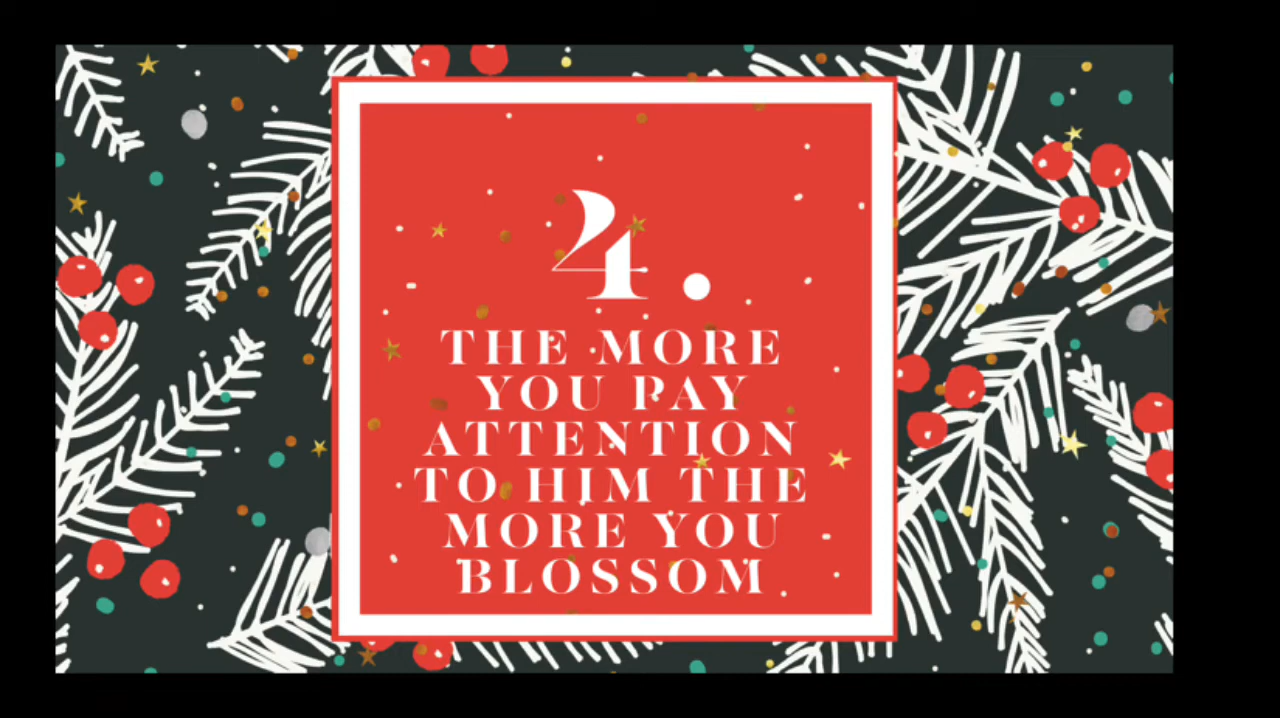 4.
THE MORE
YOU PAY
ATTENTION
TO HIM THE
MORE YOU
BLOSSOM